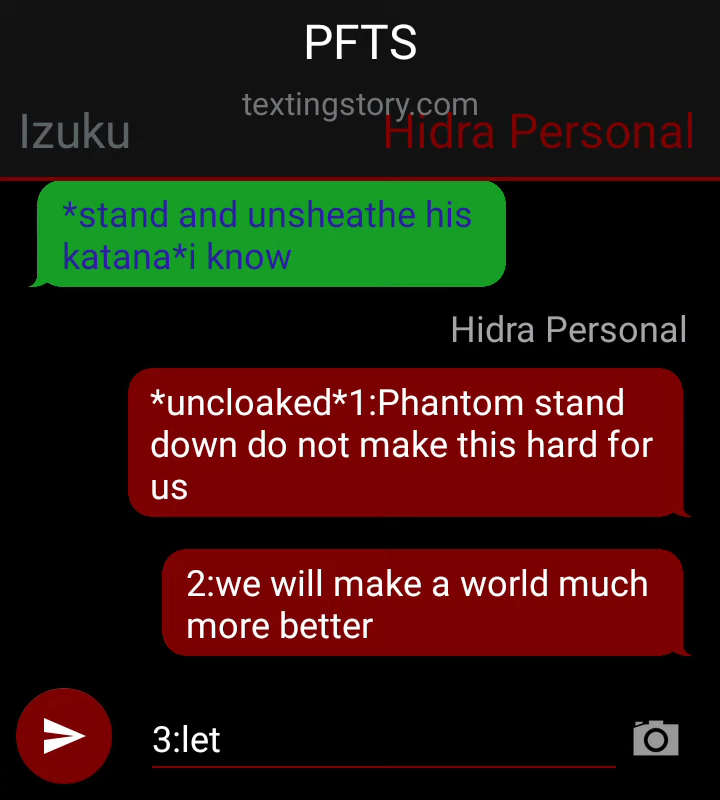 PFTS
textingstory.com
Izuku
Hidra Personal
*stand and unsheathe his
katana*i know
Hidra Personal
*uncloaked*1:Phantom stand
down do not make this hard for
us
2:we will make a world much
more better
3:let